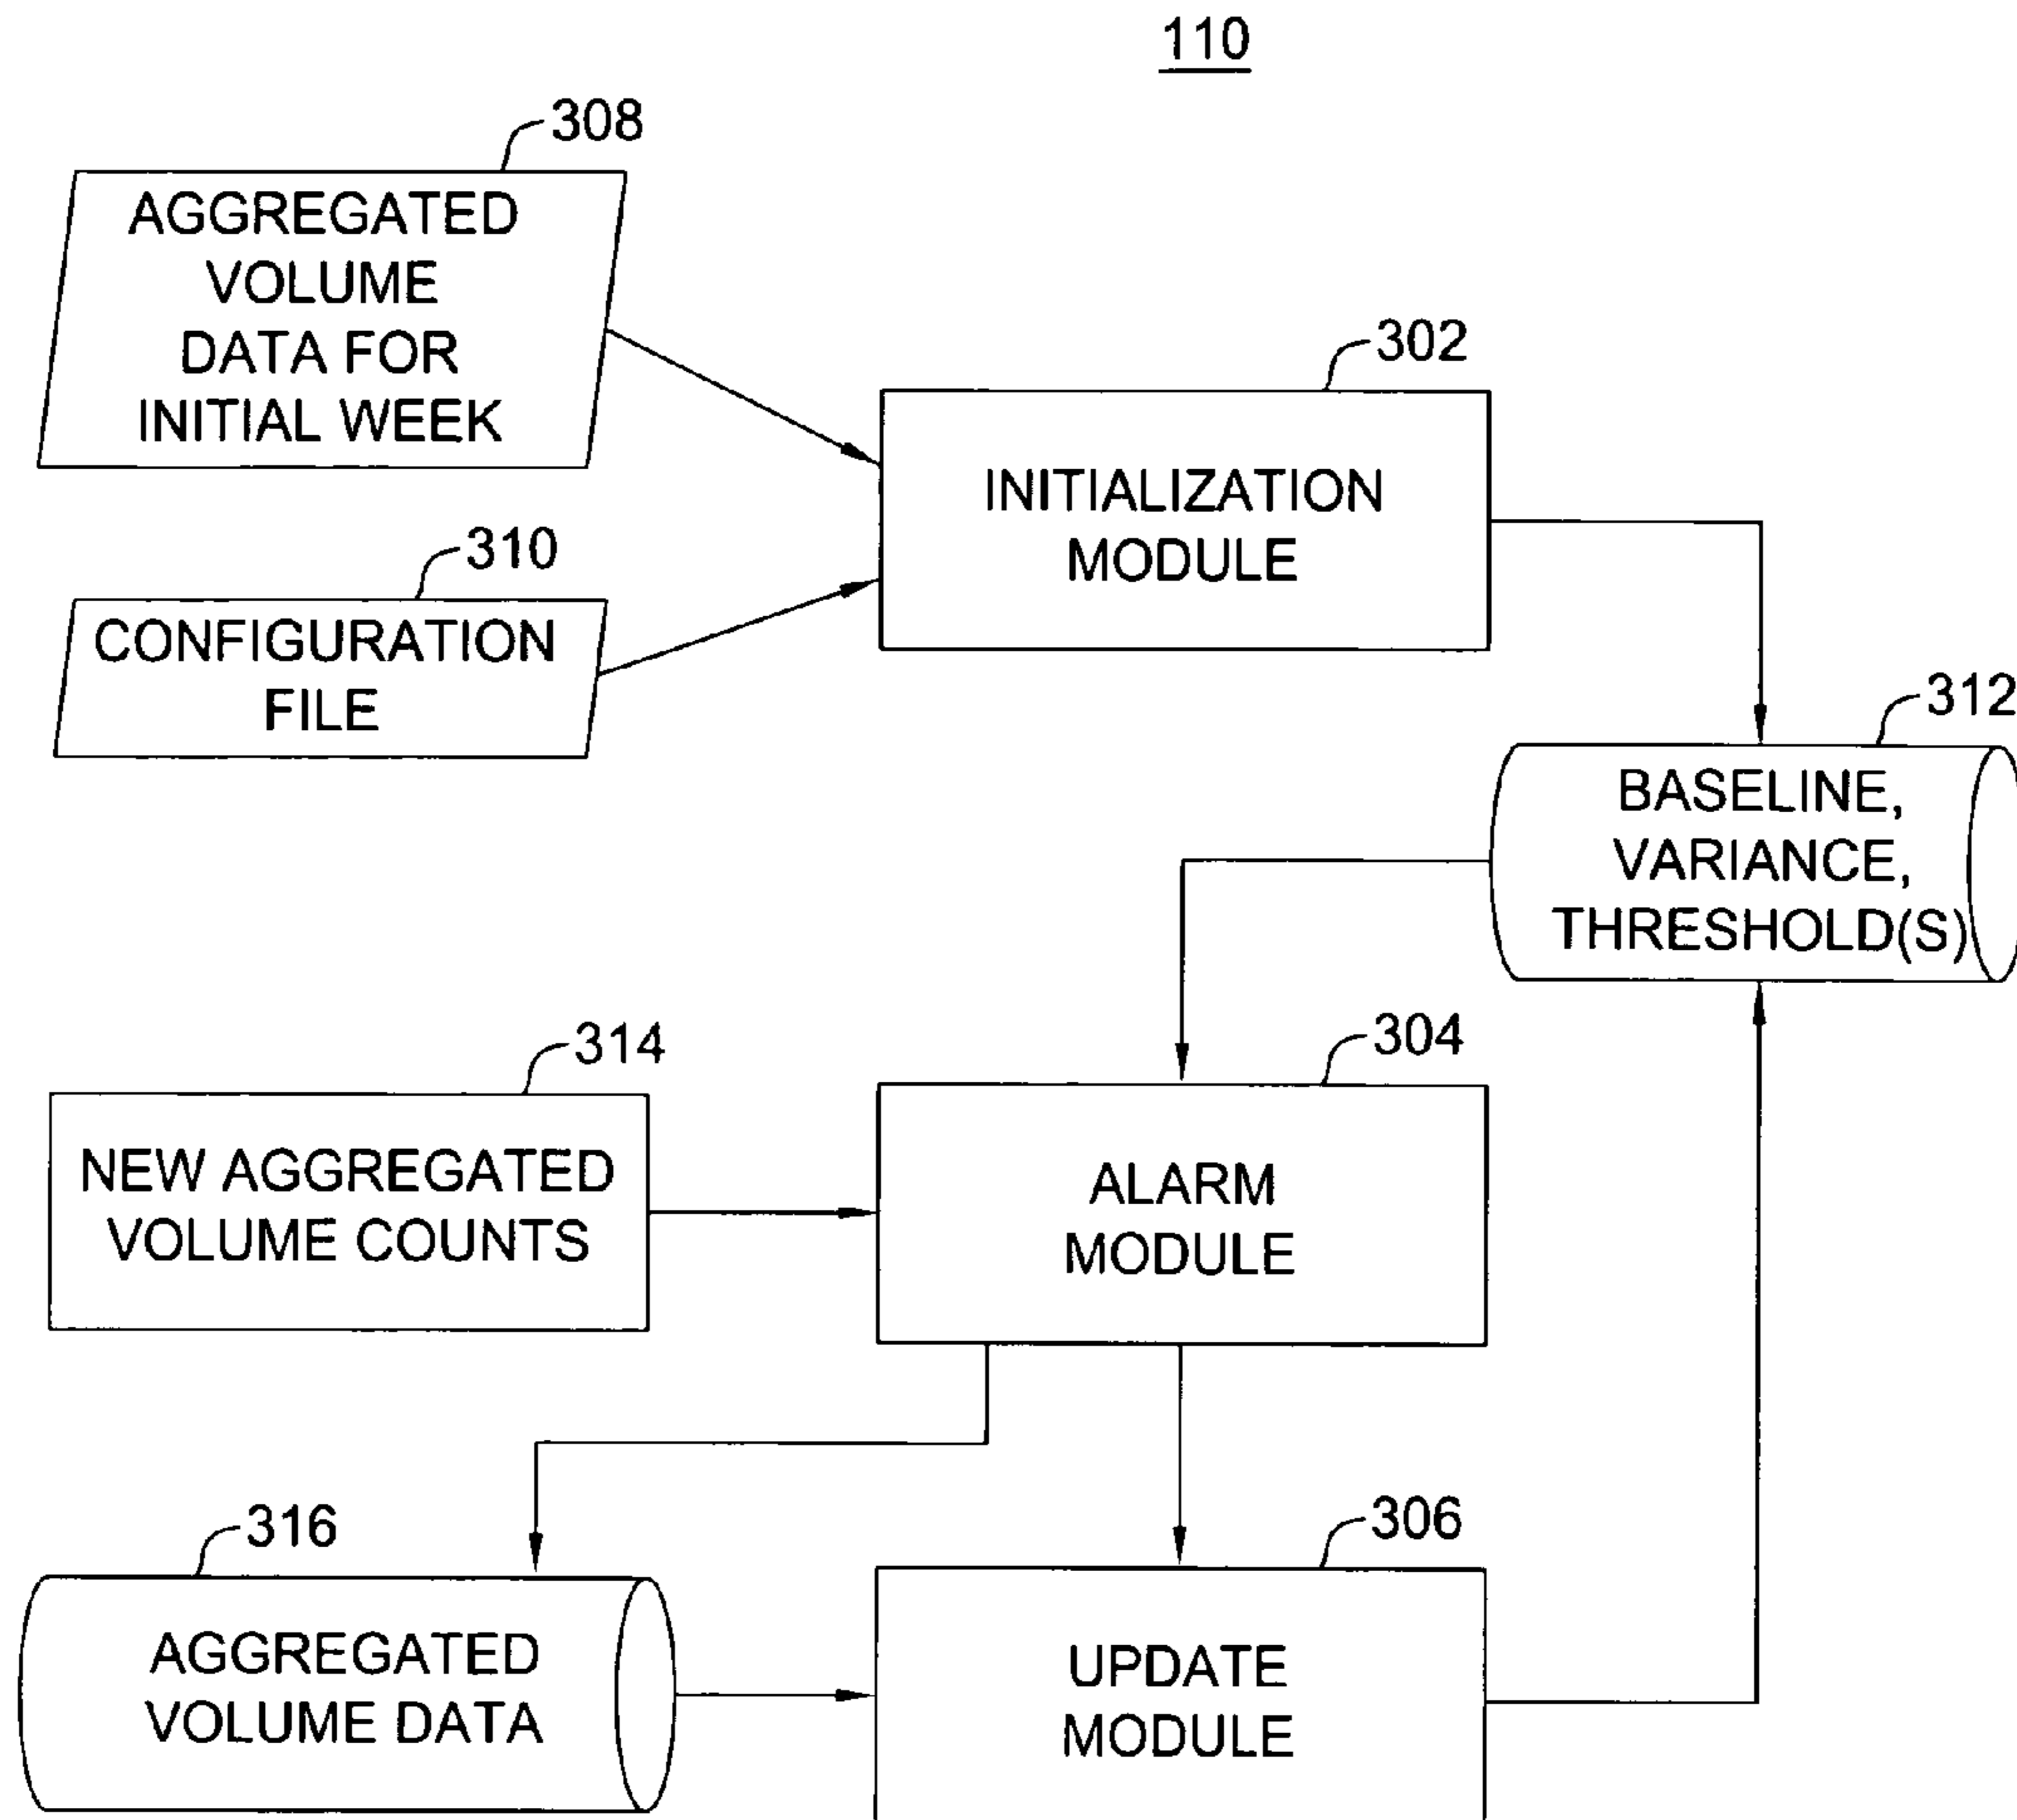 110
308
AGGREGATED
VOLUME
DATA FOR
INITIAL WEEK
302
INITIALIZATION
MODULE
310
CONFIGURATION
FILE
312
BASELINE,
VARIANCE,
THRESHOLD(S)
314
NEW AGGREGATED
VOLUME COUNTS
304
ALARM
MODULE
316
AGGREGATED
VOLUME DATA
306
UPDATE
MODULE